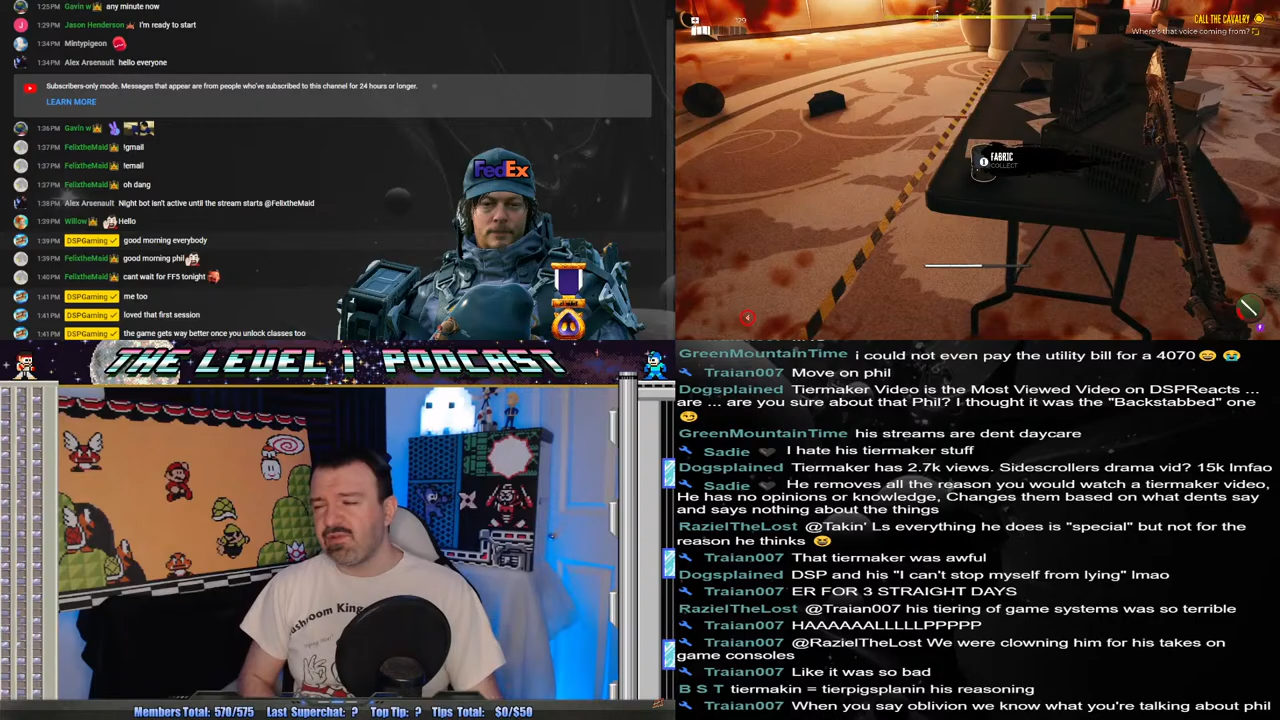 1:25PM Gavin w any minute now
1:29PM Jason Henderson I'm ready to start
1:34PM Mintypigeon
1:34PM Alex Arsenault hello everyone
Subscribers-only mode. Messages that appear are from people who've subscribed to this channel for 24 hours or longer.
LEARN MORE
1:36PM Gavin w
1:37PM FelixtheMaid !gmail
1:37PM FelixtheMaid !email
1:37PM FelixtheMaid oh dang
1:38PM Alex Arsenault Night bot isn't active until the stream starts @FelixtheMaid
1:39PM Willow Hello
1:39PM DSPGaming good morning everybody
1:39PM FelixtheMaid good morning phil
1:40PM FelixtheMaid cant wait for FF5 tonight
1:41PM DSPGaming me too
1:41PM DSPGaming loved that first session
1:41PM DSPGaming the game gets way better once you unlock classes too
FedEx
129
CALL THE CAVALRY
Where's that voice coming from?
1 FABRIC
COLLECT
THE LEVEL 1 PODCAST
Mushroom King
Members Total: 570/575 Last Superchat: ? Top Tip: ? Tips Total: $0/$50
GreenMountainTime i could not even pay the utility bill for a 4070
Traian007 Move on phil
Dogsplained Tiermaker Video is the Most Viewed Video on DSPReacts ...
are ... are you sure about that Phil? I thought it was the "Backstabbed" one
GreenMountainTime his streams are dent daycare
Sadie I hate his tiermaker stuff
Dogsplained Tiermaker has 2.7k views. Sidescrollers drama vid? 15k lmfao
Sadie He removes all the reason you would watch a tiermaker video,
He has no opinions or knowledge, Changes them based on what dents say
and says nothing about the things
RazielTheLost @Takin' Ls everything he does is "special" but not for the
reason he thinks
Traian007 That tiermaker was awful
Dogsplained DSP and his "I can't stop myself from lying" lmao
Traian007 ER FOR 3 STRAIGHT DAYS
RazielTheLost @Traian007 his tiering of game systems was so terrible
Traian007 HAAAAAALLLLLPPPPP
Traian007 @RazielTheLost We were clowning him for his takes on
game consoles
Traian007 Like it was so bad
B S T tiermakin = tierpigsplanin his reasoning
Traian007 When you say oblivion we know what you're talking about phil